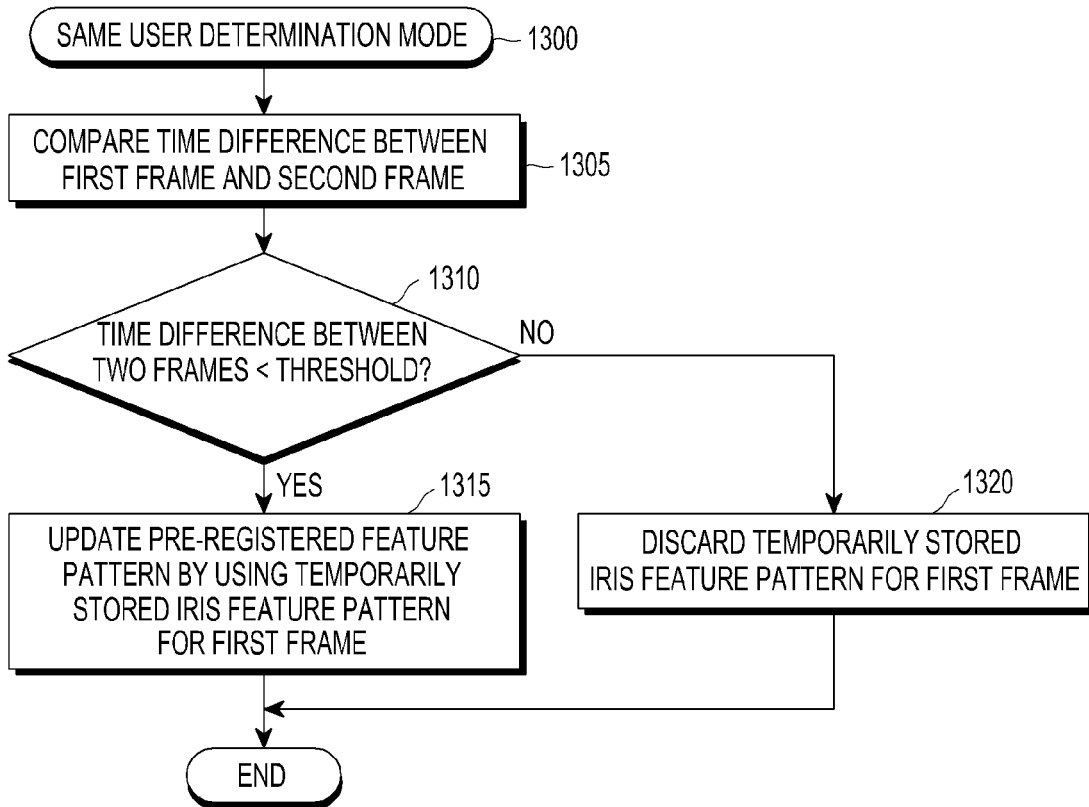 SAME USER DETERMINATION MODE
1300
COMPARE TIME DIFFERENCE BETWEEN
FIRST FRAME AND SECOND FRAME
1305
1310
TIME DIFFERENCE BETWEEN
TWO FRAMES < THRESHOLD?
NO
YES
1315
UPDATE PRE-REGISTERED FEATURE
PATTERN BY USING TEMPORARILY
STORED IRIS FEATURE PATTERN
FOR FIRST FRAME
1320
DISCARD TEMPORARILY STORED
IRIS FEATURE PATTERN FOR FIRST FRAME
END